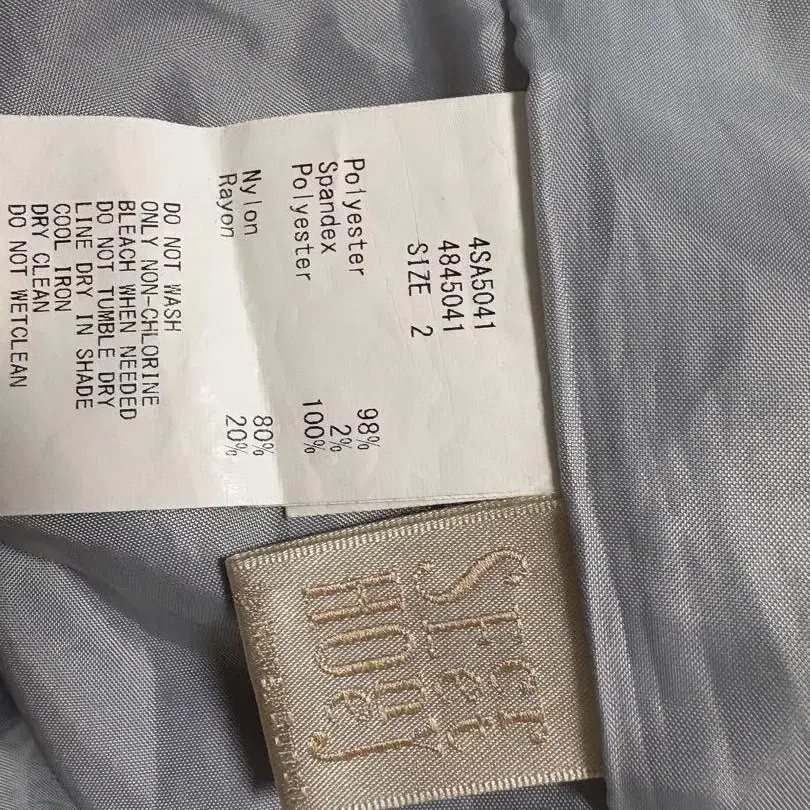 4SA5041
4845041
SIZE 2
Polyester 98%
Spandex 2%
Polyester 100%
Nylon 80%
Rayon 20%
DO NOT WASH
ONLY NON-CHLORINE
BLEACH WHEN NEEDED
DO NOT TUMBLE DRY
LINE DRY IN SHADE
COOL IRON
DRY CLEAN
DO NOT WETCLEAN
SEcrEt
HONEY